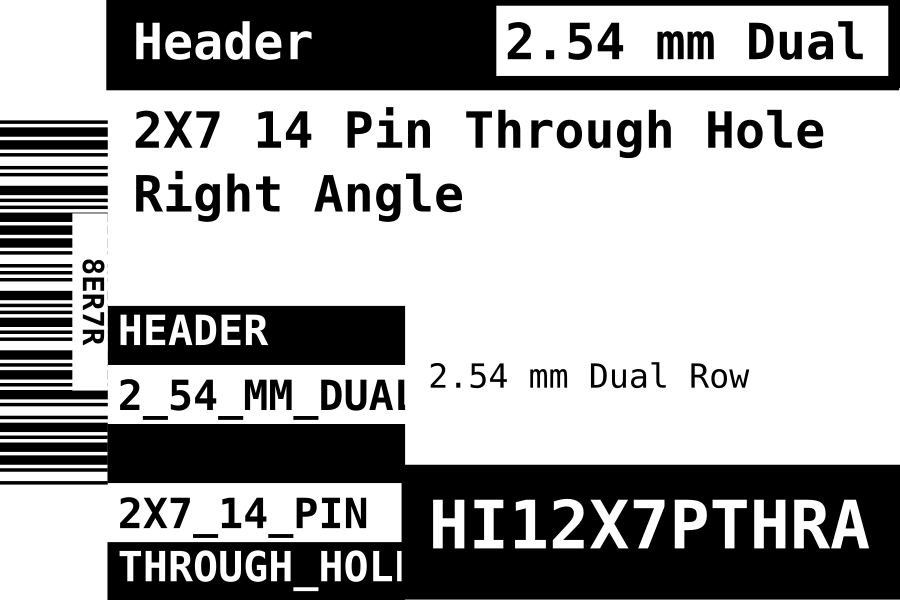 Header
2.54 mm Dual
2X7 14 Pin Through Hole
Right Angle
8ER7R
HEADER
2_54_MM_DUAL
2.54 mm Dual Row
2X7_14_PIN
THROUGH_HOL
HI12X7PTHRA